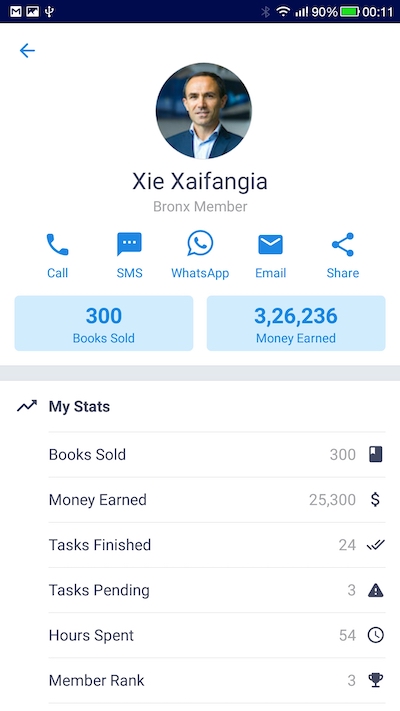 90% 00:11
Xie Xaifangia
Bronx Member
Call SMS WhatsApp Email Share
300 3,26,236
Books Sold Money Earned
My Stats
Books Sold 300
Money Earned 25,300 $
Tasks Finished 24
Tasks Pending 3
Hours Spent 54
Member Rank 3